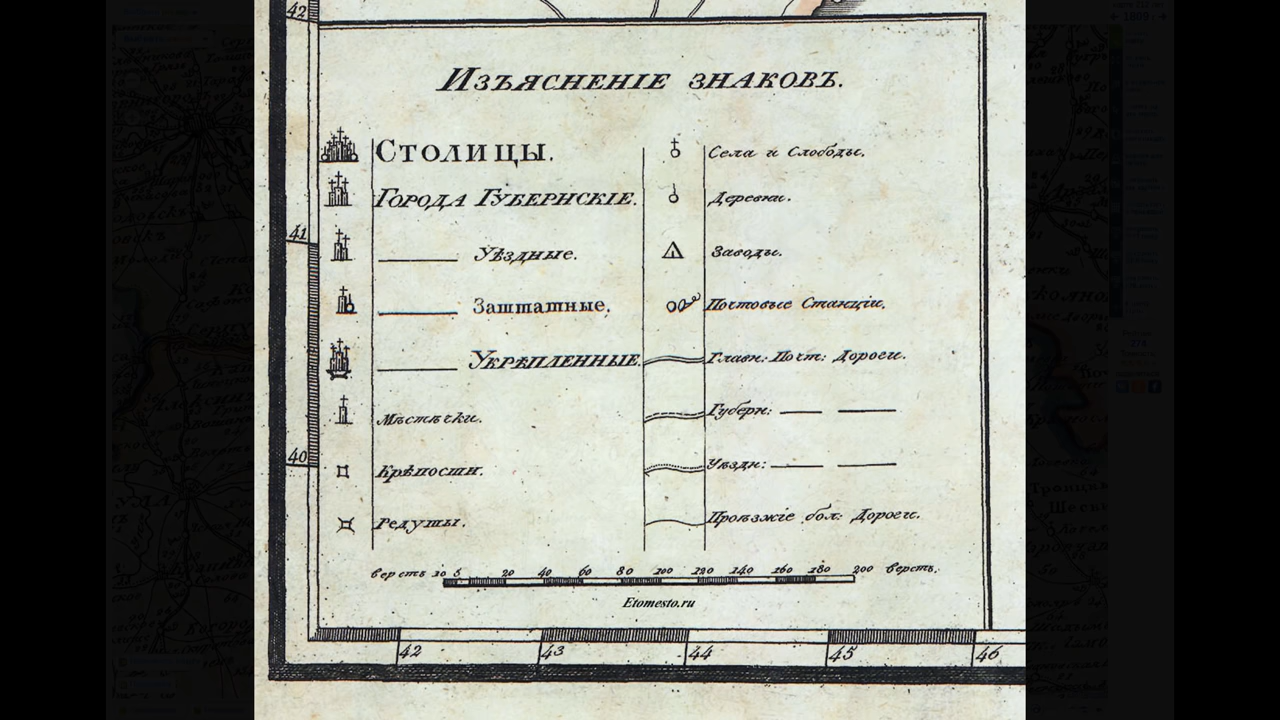 42
Изъясненіе знаковъ.
Столицы.
Города Губернскіе.
Уѣздные.
Заштатные.
Укрѣпленные.
Мѣстѣчки.
Крѣпости.
Редуты.
Села и Слободы.
Деревни.
Заводы.
Почтовые Станціи.
Главн: Почт: Дороги.
Губерн:
Уѣздн:
Проѣзжіе бол: Дороги.
41
40
верстъ 10 5 20 40 60 80 100 120 140 160 180 200 верстъ.
Etomesto.ru
42 43 44 45 46